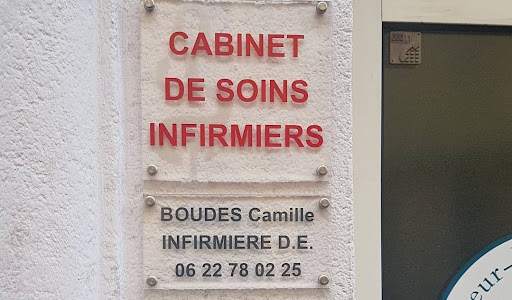 CABINET
DE SOINS
INFIRMIERS
BOUDES Camille
INFIRMIERE D.E.
06 22 78 02 25